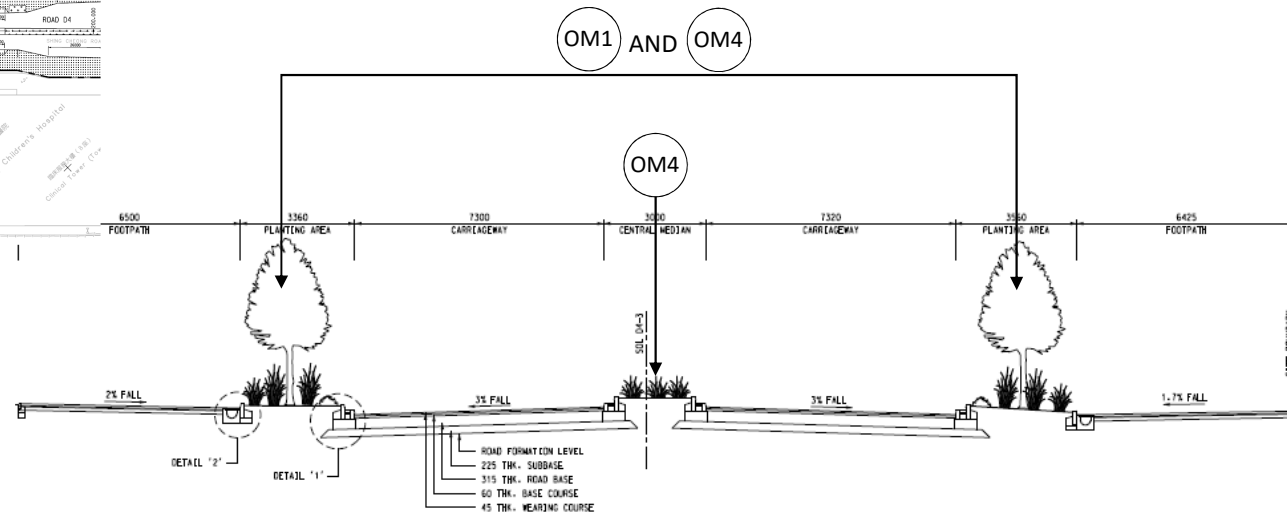 ROAD D4
OM1 AND OM4
Children's Hospital
OM4
Clinical Tower
6500 3360 7300 3000 7320 3560 6425
FOOTPATH PLANTING AREA CARRIAGEWAY CENTRAL MEDIAN CARRIAGEWAY PLANTING AREA FOOTPATH
SOL D4-3
2% FALL 3% FALL 3% FALL 1.7% FALL
DETAIL '2'
DETAIL '1'
ROAD FORMATION LEVEL
225 THK. SUBBASE
315 THK. ROAD BASE
60 THK. BASE COURSE
45 THK. WEARING COURSE